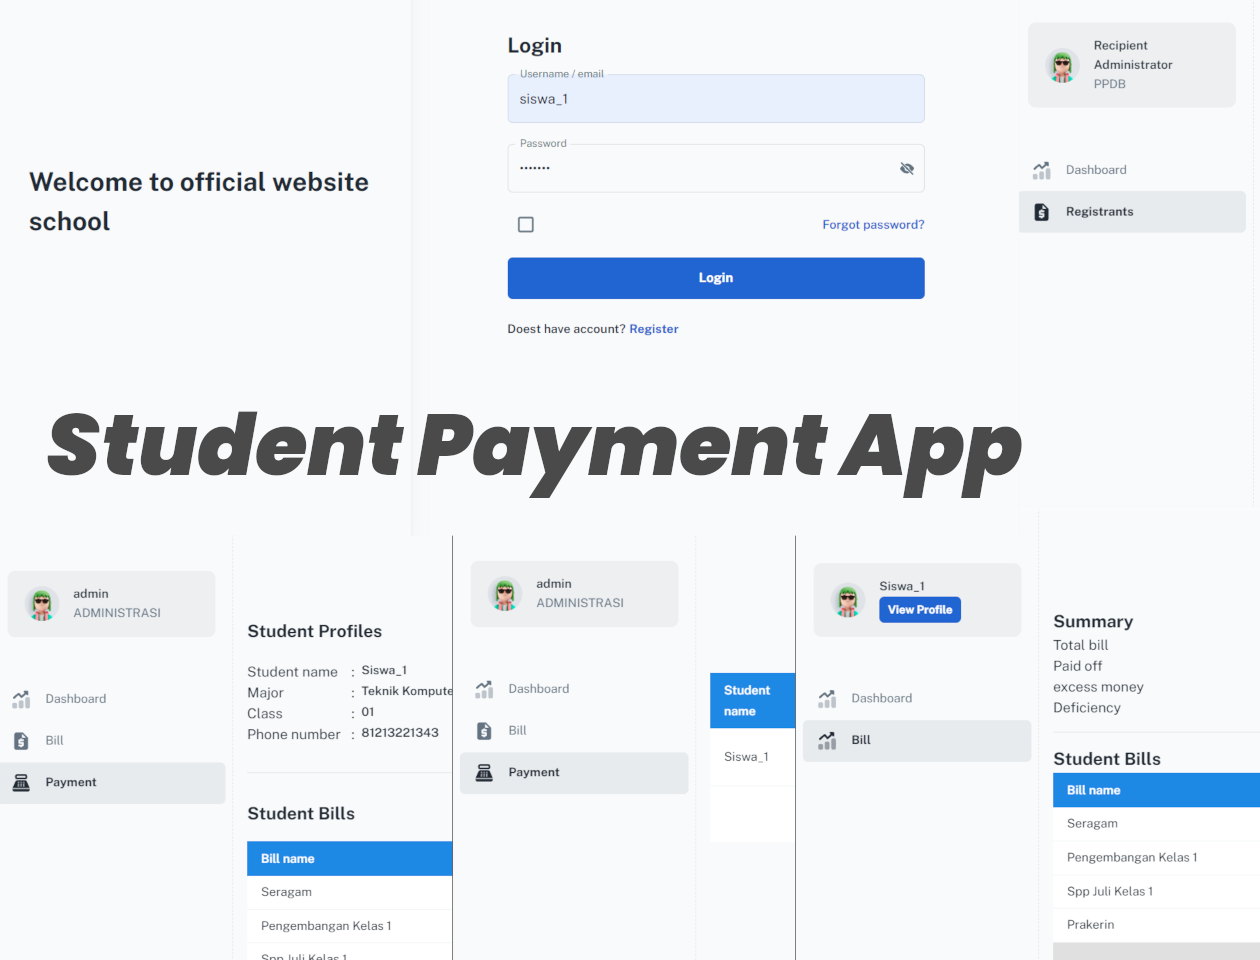 Welcome to official website
school
Login
Username / email
siswa_1
Password
•••••••
Forgot password?
Login
Doest have account? Register
Recipient
Administrator
PPDB
Dashboard
Registrants
Student Payment App
admin
ADMINISTRASI
Dashboard
Bill
Payment
Student Profiles
Student name : Siswa_1
Major : Teknik Kompute
Class : 01
Phone number : 81213221343
Student Bills
Bill name
Seragam
Pengembangan Kelas 1
Spp Juli Kelas 1
admin
ADMINISTRASI
Dashboard
Bill
Payment
Student
name
Siswa_1
Siswa_1
View Profile
Dashboard
Bill
Summary
Total bill
Paid off
excess money
Deficiency
Student Bills
Bill name
Seragam
Pengembangan Kelas 1
Spp Juli Kelas 1
Prakerin